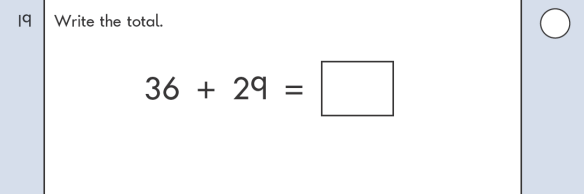 19 Write the total.
36 + 29 =